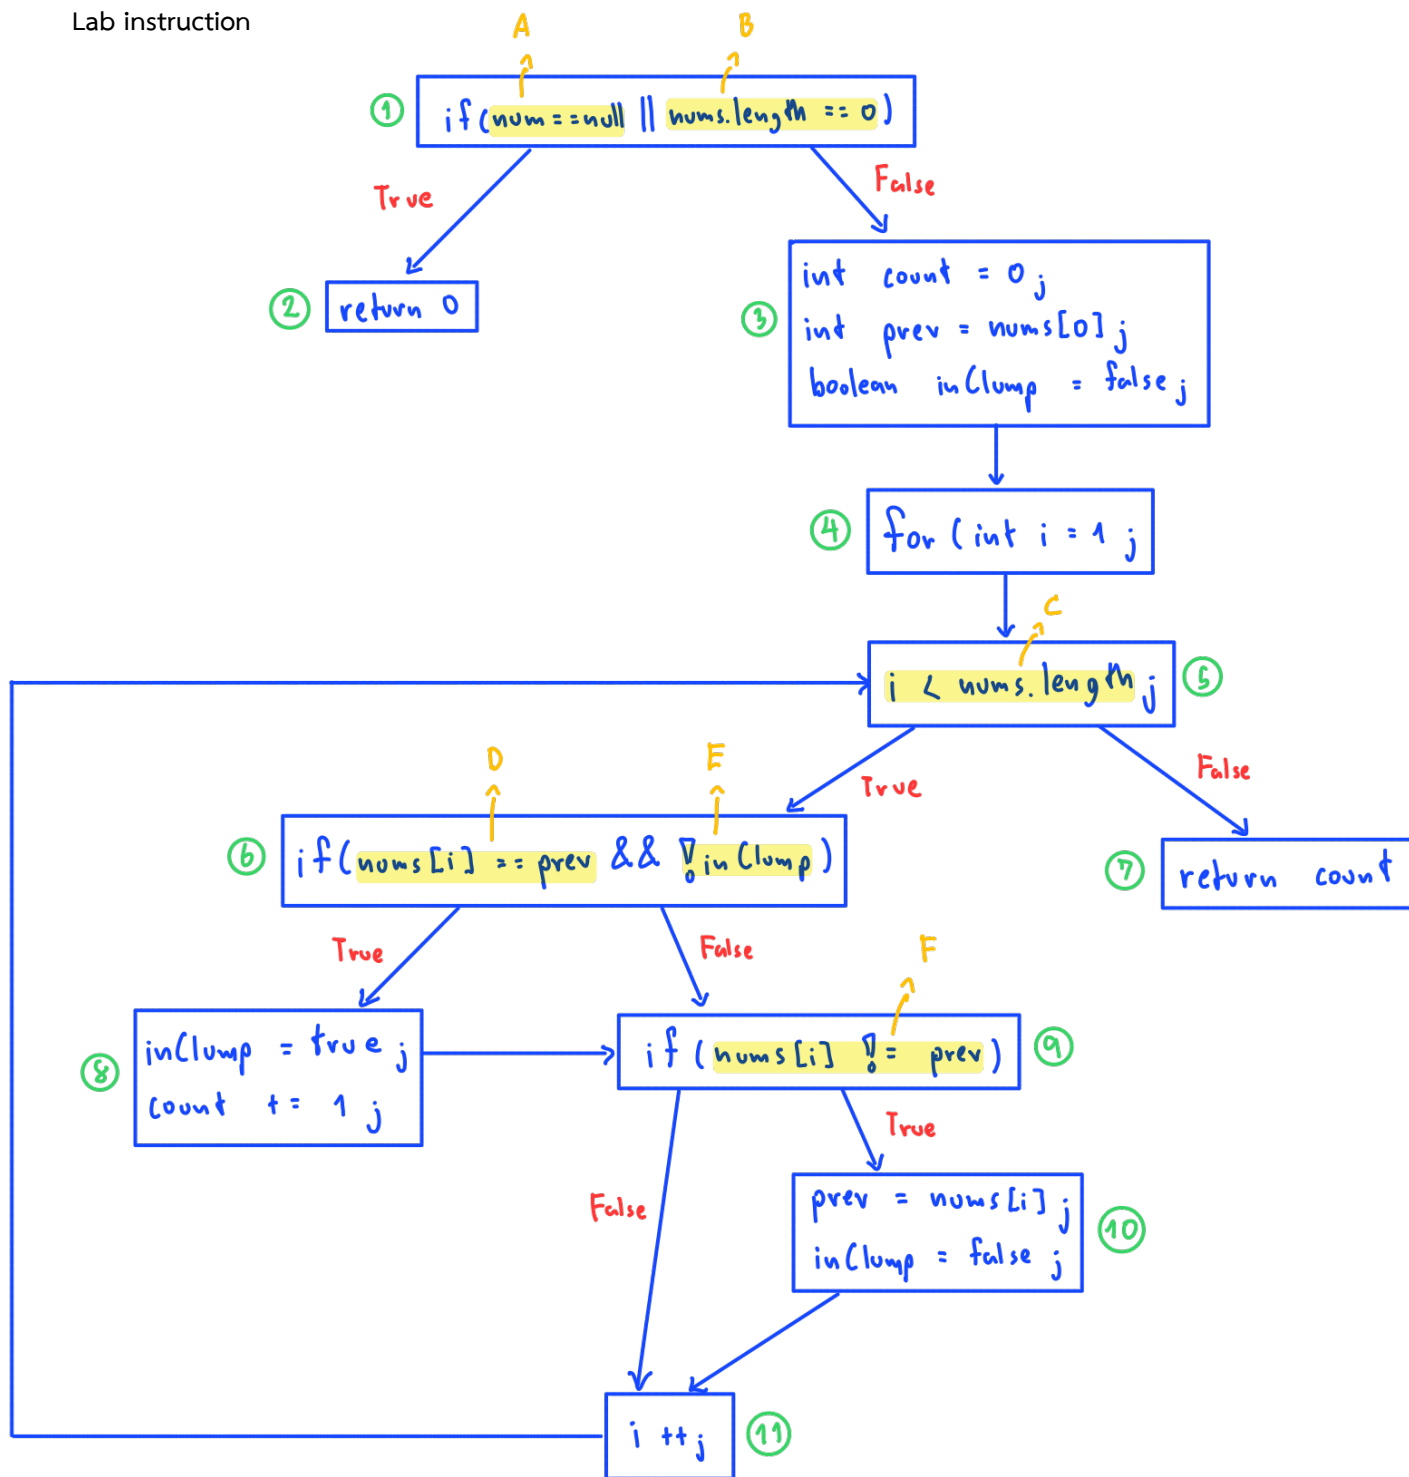 Lab instruction
A
B
1
if(num==null || nums.length == 0)
True
False
2
return 0
3
int count = 0;
int prev = nums[0];
boolean inClump = false;
4
for (int i = 1;
C
i < nums.length;
5
D
E
True
False
6
if(nums[i] == prev && !inClump)
7
return count
True
False
F
8
inClump = true;
count += 1;
if(nums[i] != prev)
9
True
False
prev = nums[i];
inClump = false;
10
i++;
11